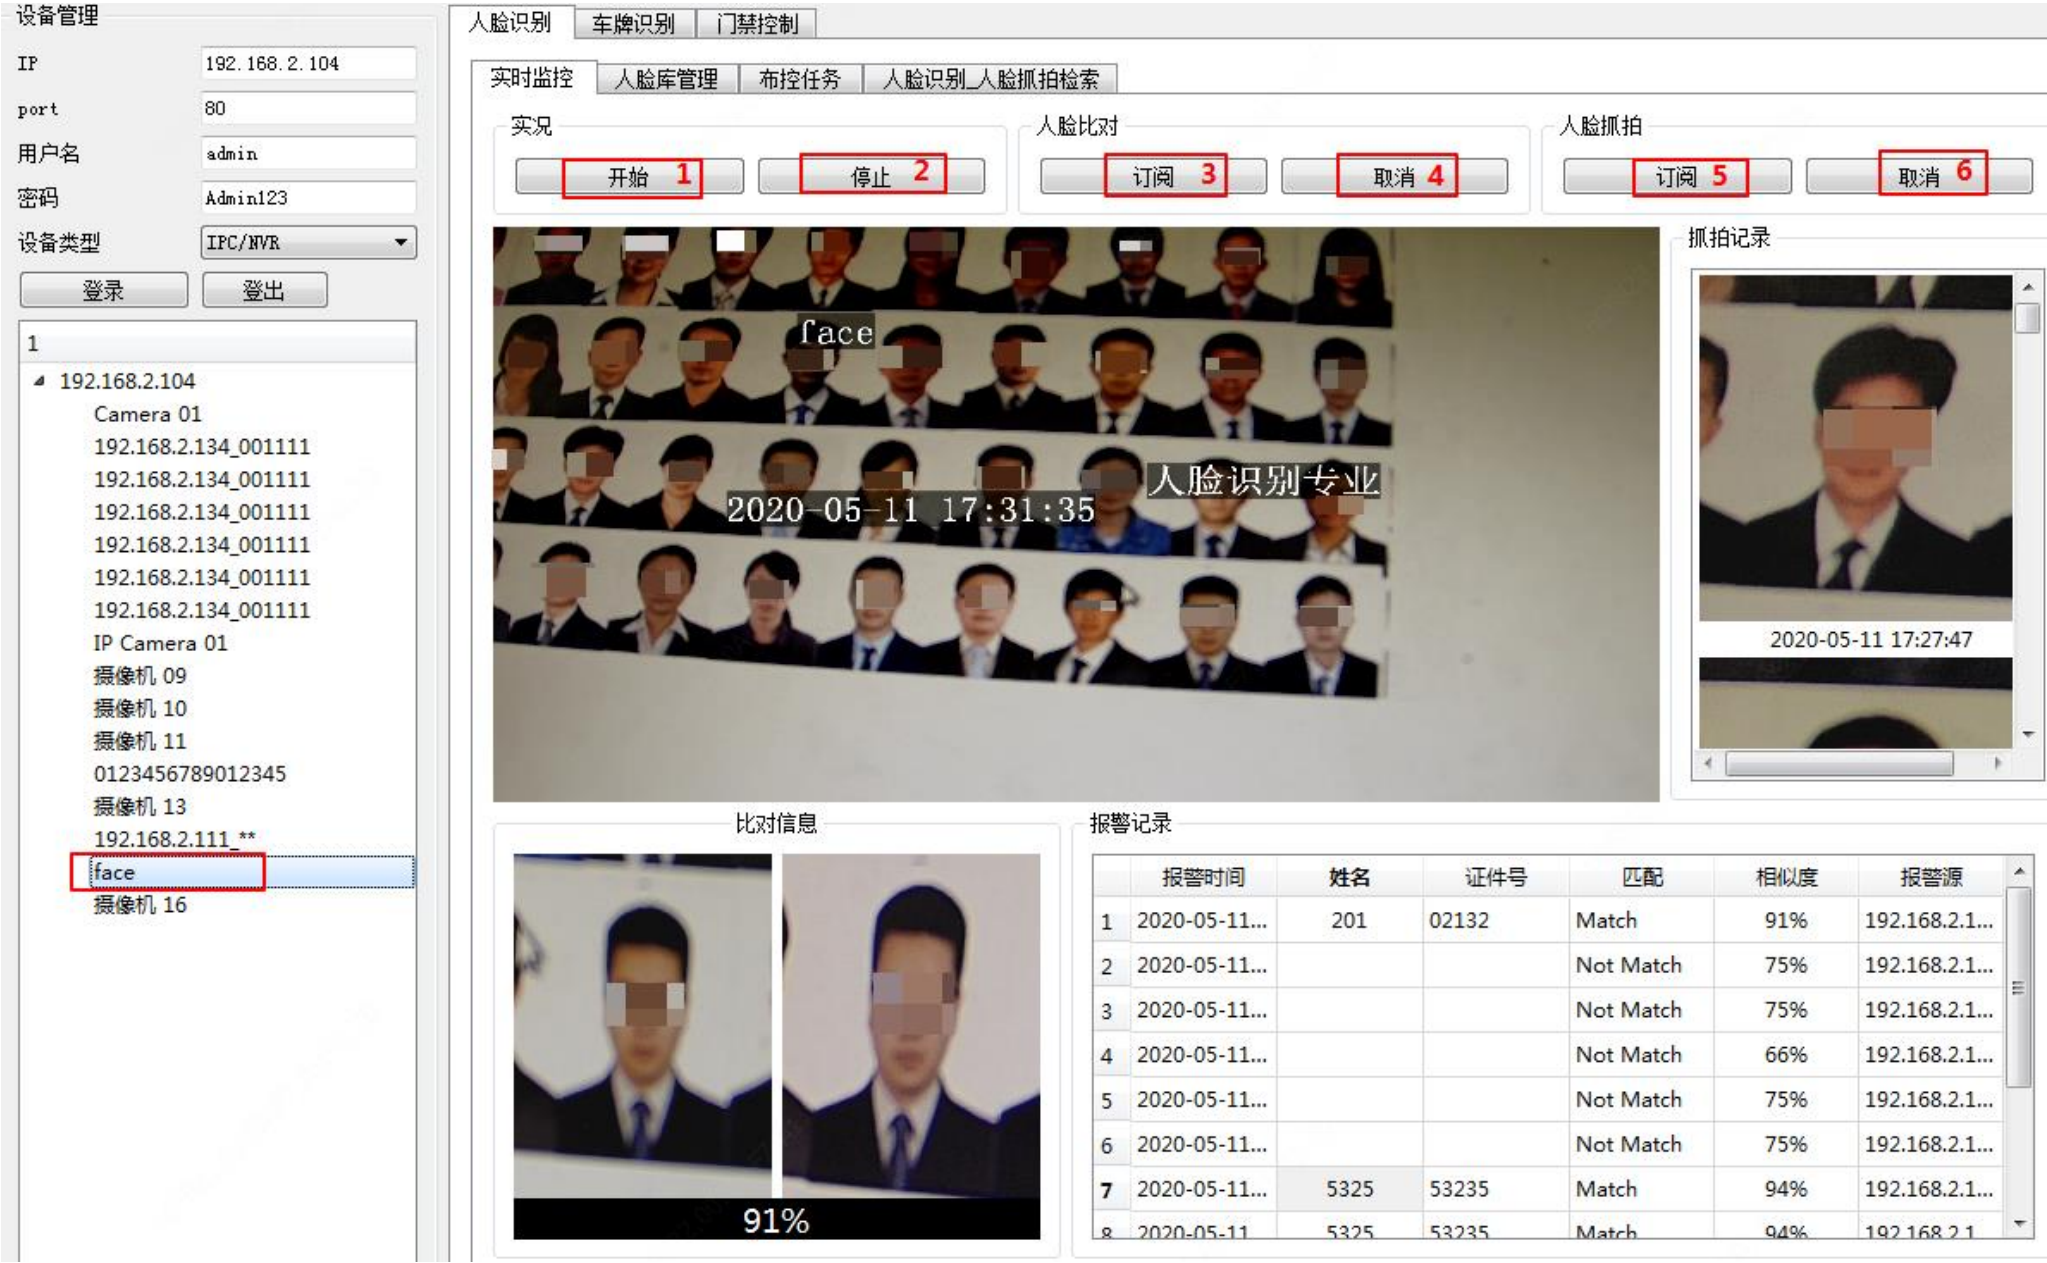 设备管理
IP 192.168.2.104
port 80
用户名 admin
密码 Admin123
设备类型 IPC/NVR
登录 登出
1
192.168.2.104
Camera 01
192.168.2.134_001111
192.168.2.134_001111
192.168.2.134_001111
192.168.2.134_001111
192.168.2.134_001111
192.168.2.134_001111
IP Camera 01
摄像机 09
摄像机 10
摄像机 11
0123456789012345
摄像机 13
192.168.2.111_**
face
摄像机 16
人脸识别 车牌识别 门禁控制
实时监控 人脸库管理 布控任务 人脸识别_人脸抓拍检索
实况 人脸比对 人脸抓拍
开始 1 停止 2 订阅 3 取消 4 订阅 5 取消 6
face
人脸识别专业
2020-05-11 17:31:35
抓拍记录
2020-05-11 17:27:47
比对信息
91%
报警记录
报警时间 姓名 证件号 匹配 相似度 报警源
1 2020-05-11... 201 02132 Match 91% 192.168.2.1...
2 2020-05-11... Not Match 75% 192.168.2.1...
3 2020-05-11... Not Match 75% 192.168.2.1...
4 2020-05-11... Not Match 66% 192.168.2.1...
5 2020-05-11... Not Match 75% 192.168.2.1...
6 2020-05-11... Not Match 75% 192.168.2.1...
7 2020-05-11... 5325 53235 Match 94% 192.168.2.1...
8 2020-05-11 5325 53235 Match 94% 192.168.2.1